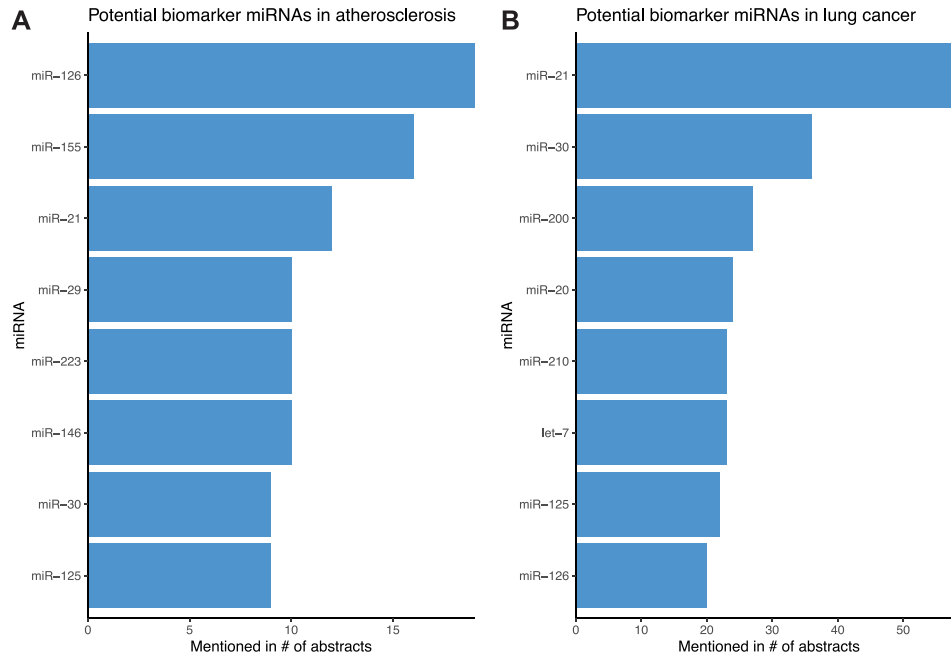 A
Potential biomarker miRNAs in atherosclerosis
miRNA
miR−126
miR−155
miR−21
miR−29
miR−223
miR−146
miR−30
miR−125
0 5 10 15
Mentioned in # of abstracts
B
Potential biomarker miRNAs in lung cancer
miRNA
miR−21
miR−30
miR−200
miR−20
miR−210
let−7
miR−125
miR−126
0 10 20 30 40 50
Mentioned in # of abstracts